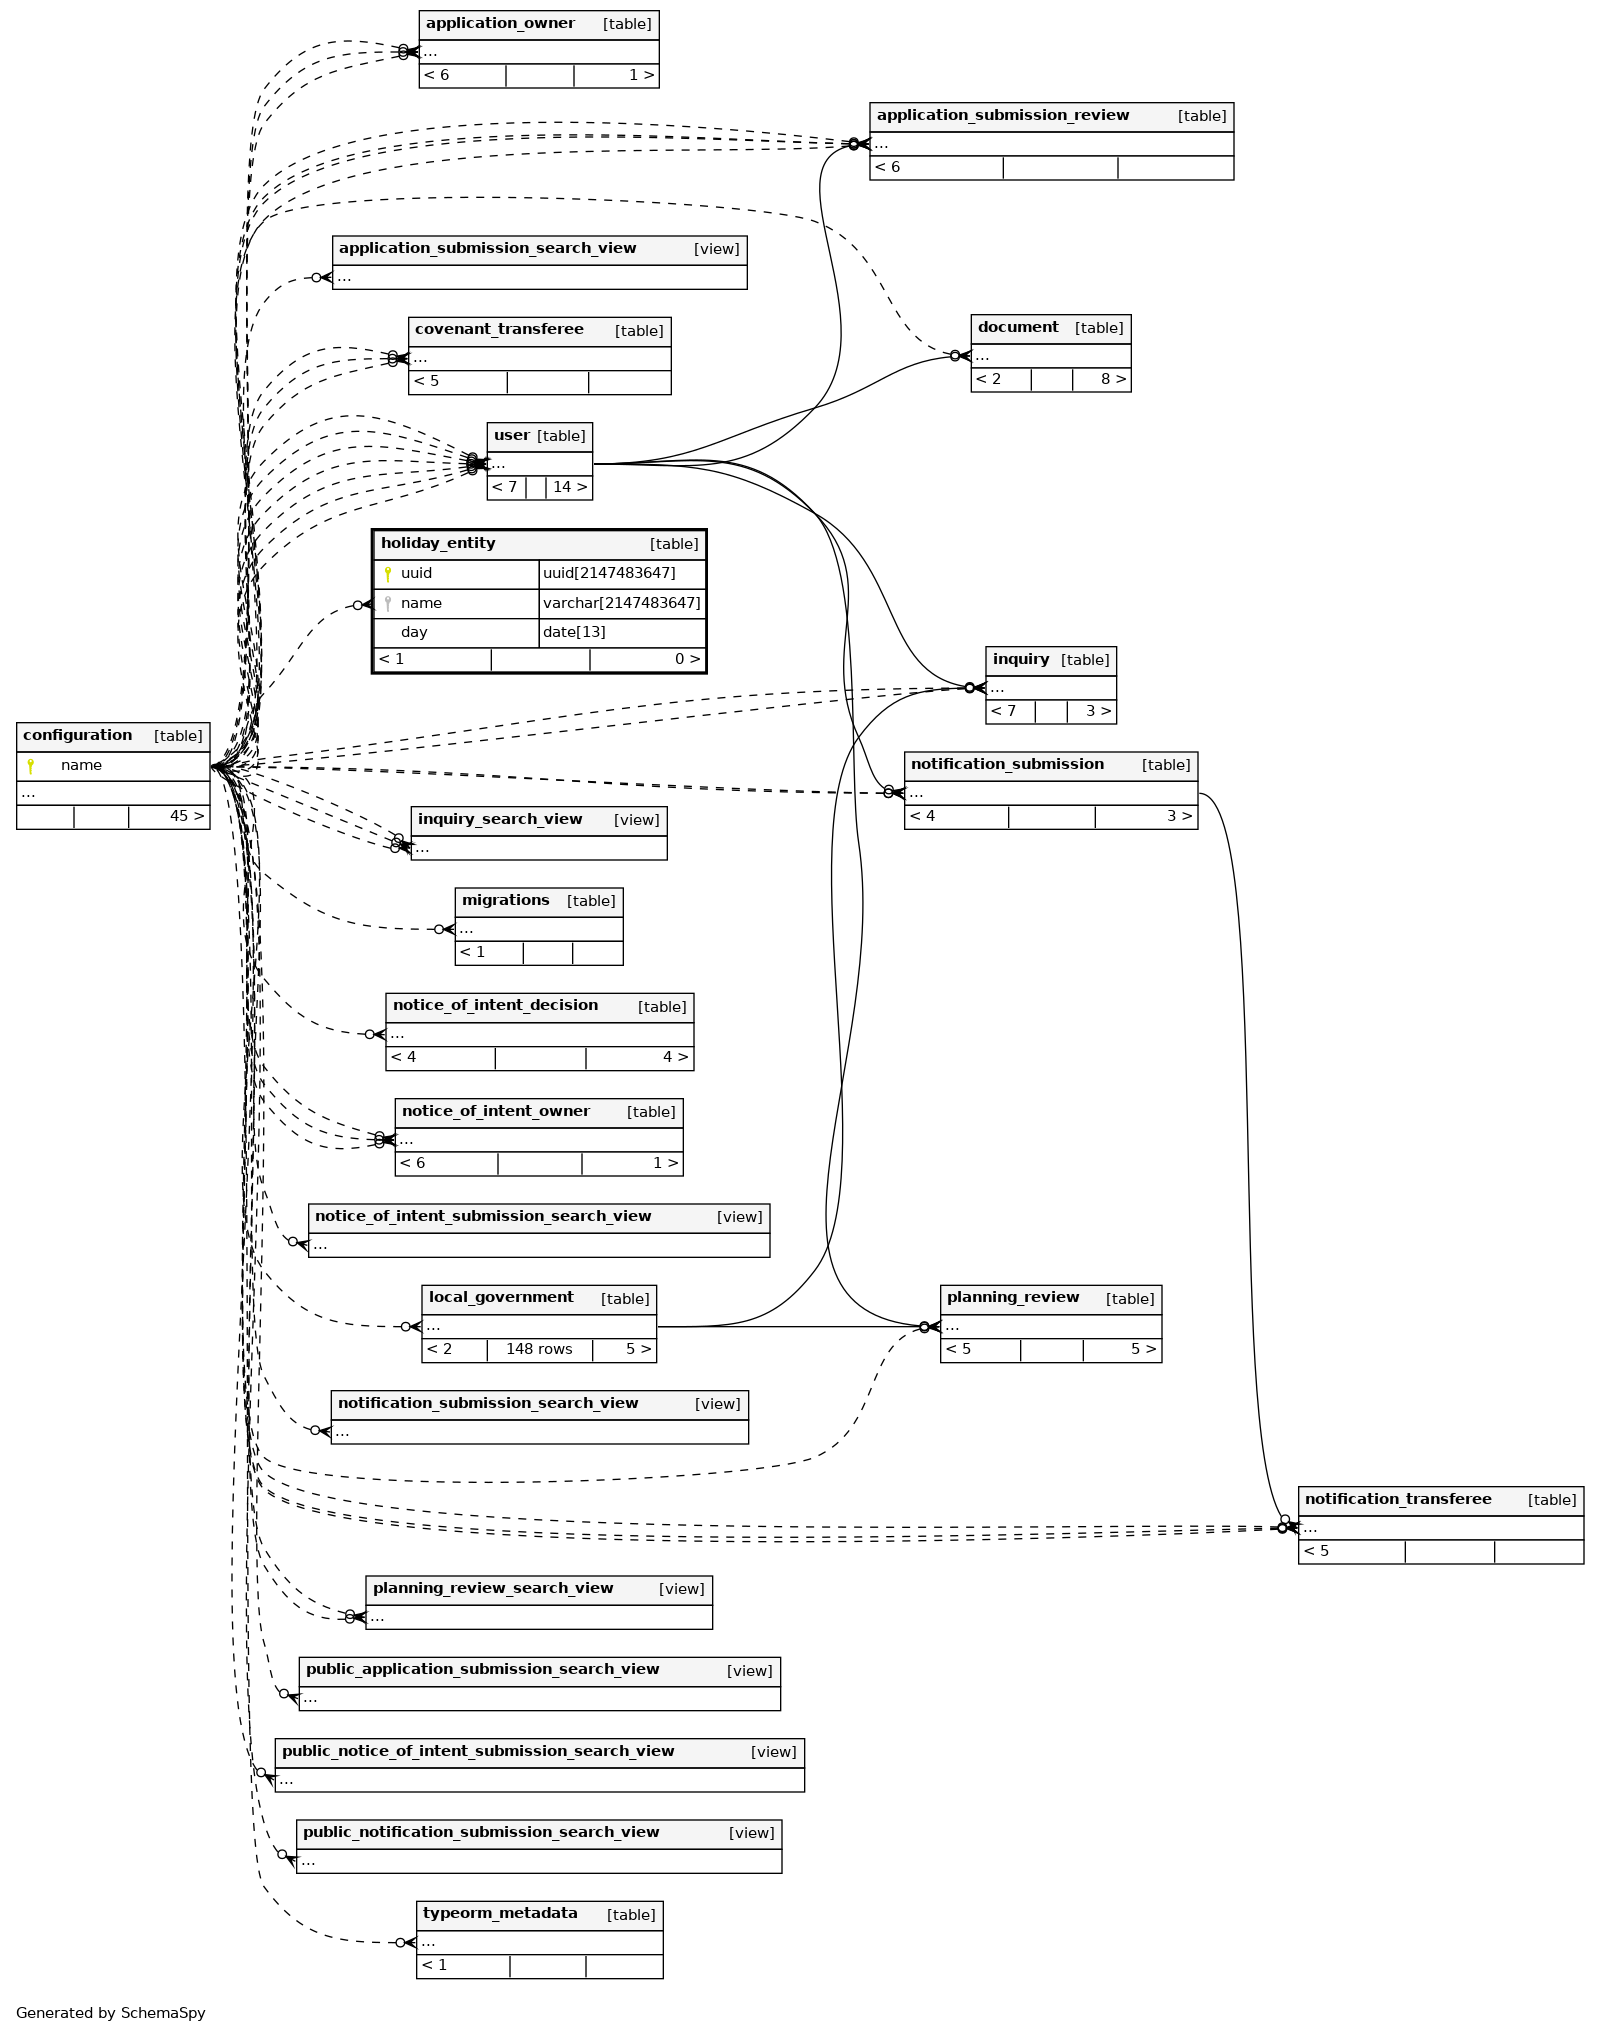 application_owner [table]
...
< 6 1 >
application_submission_review [table]
...
< 6
application_submission_search_view [view]
...
covenant_transferee [table]
...
< 5
document [table]
...
< 2 8 >
user [table]
...
< 7 14 >
holiday_entity [table]
uuid uuid[2147483647]
name varchar[2147483647]
day date[13]
< 1 0 >
inquiry [table]
...
< 7 3 >
configuration [table]
name
...
45 >
notification_submission [table]
...
< 4 3 >
inquiry_search_view [view]
...
migrations [table]
...
< 1
notice_of_intent_decision [table]
...
< 4 4 >
notice_of_intent_owner [table]
...
< 6 1 >
notice_of_intent_submission_search_view [view]
...
local_government [table]
...
< 2 148 rows 5 >
planning_review [table]
...
< 5 5 >
notification_submission_search_view [view]
...
notification_transferee [table]
...
< 5
planning_review_search_view [view]
...
public_application_submission_search_view [view]
...
public_notice_of_intent_submission_search_view [view]
...
public_notification_submission_search_view [view]
...
typeorm_metadata [table]
...
< 1
Generated by SchemaSpy